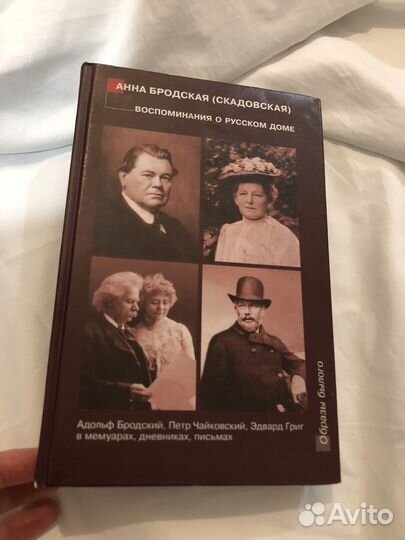 АННА БРОДСКАЯ (СКАДОВСКАЯ)
ВОСПОМИНАНИЯ О РУССКОМ ДОМЕ
Адольф Бродский, Петр Чайковский, Эдвард Григ
в мемуарах, дневниках, письмах
Образы былого
Avito